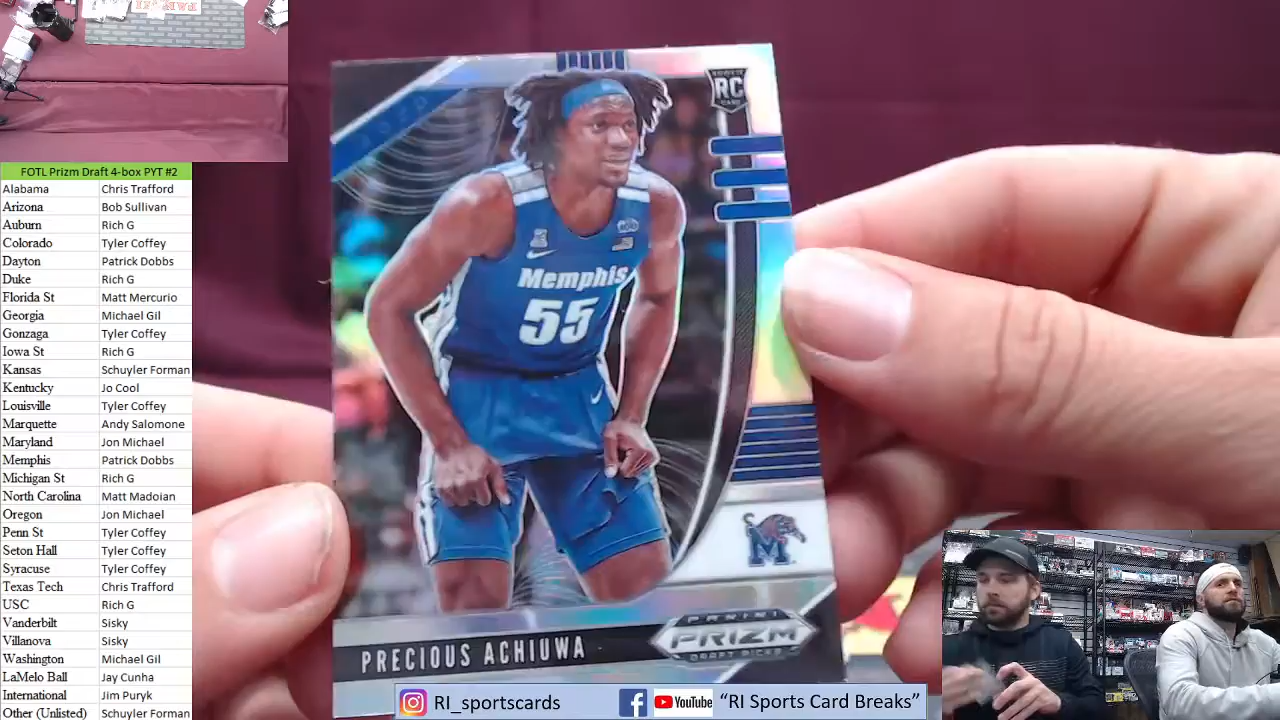 FOTL Prizm Draft 4-box PYT #2
Alabama Chris Trafford
Arizona Bob Sullivan
Auburn Rich G
Colorado Tyler Coffey
Dayton Patrick Dobbs
Duke Rich G
Florida St Matt Mercurio
Georgia Michael Gil
Gonzaga Tyler Coffey
Iowa St Rich G
Kansas Schuyler Forman
Kentucky Jo Cool
Louisville Tyler Coffey
Marquette Andy Salomone
Maryland Jon Michael
Memphis Patrick Dobbs
Michigan St Rich G
North Carolina Matt Madoian
Oregon Jon Michael
Penn St Tyler Coffey
Seton Hall Tyler Coffey
Syracuse Tyler Coffey
Texas Tech Chris Trafford
USC Rich G
Vanderbilt Sisky
Villanova Sisky
Washington Michael Gil
LaMelo Ball Jay Cunha
International Jim Puryk
Other (Unlisted) Schuyler Forman
RC
Memphis
55
M
PANINI
PRIZM
DRAFT PICKS
PRECIOUS ACHIUWA
RI_sportscards
YouTube "RI Sports Card Breaks"